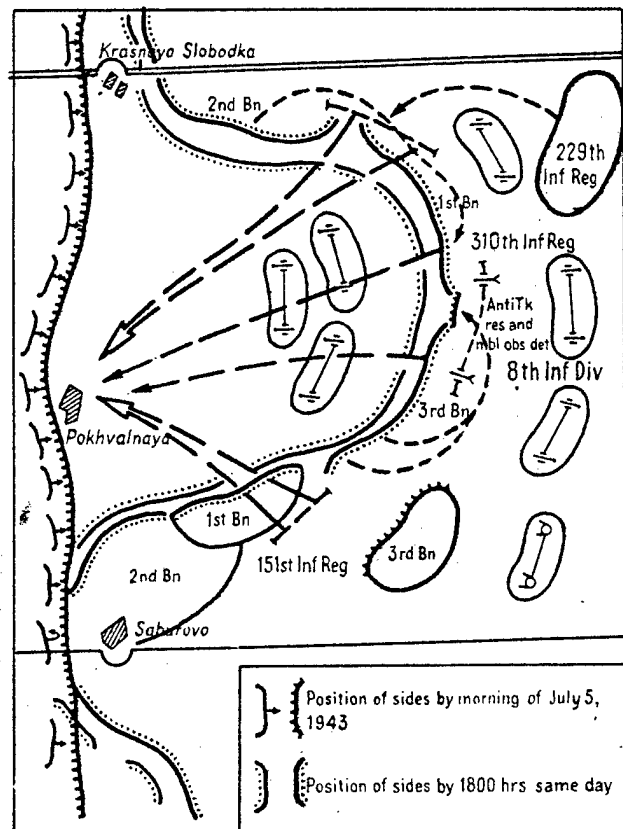 Krasnaya Slobodka
2nd Bn
229th
Inf Reg
1st Bn
310th Inf Reg
AntiTk
res and
mbl obs det
8th Inf Div
3rd Bn
Pokhvalnaya
1st Bn
151st Inf Reg
3rd Bn
2nd Bn
Saburovo
Position of sides by morning of July 5,
1943
Position of sides by 1800 hrs same day